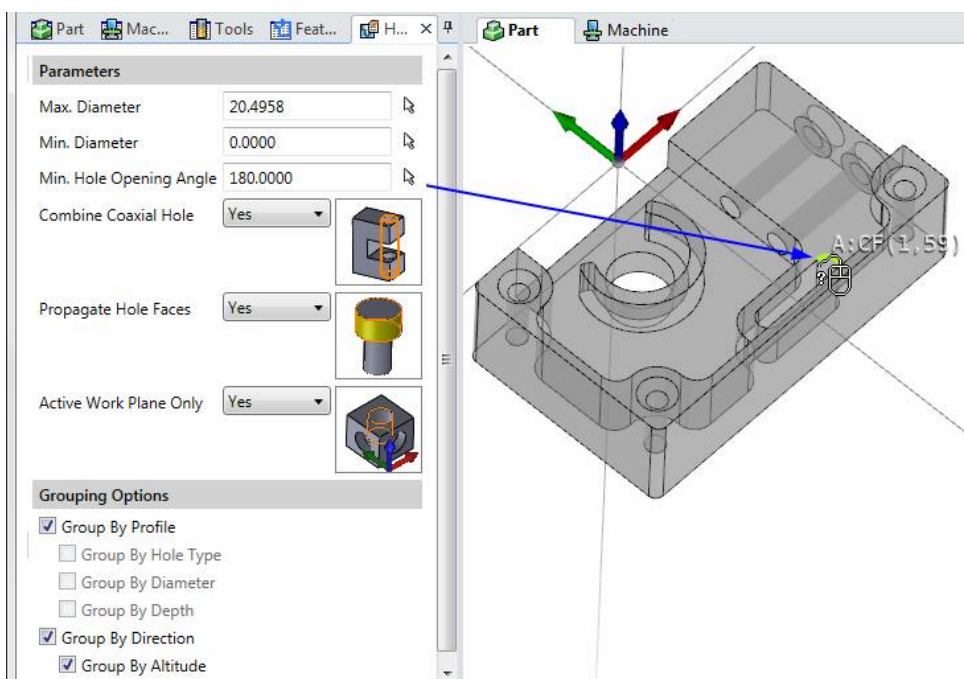 Part Mac... Tools Feat... H...
Part Machine
Parameters
Max. Diameter 20.4958
Min. Diameter 0.0000
Min. Hole Opening Angle 180.0000
Combine Coaxial Hole Yes
A:CF(1,59)
?
Propagate Hole Faces Yes
Active Work Plane Only Yes
Grouping Options
Group By Profile
Group By Hole Type
Group By Diameter
Group By Depth
Group By Direction
Group By Altitude